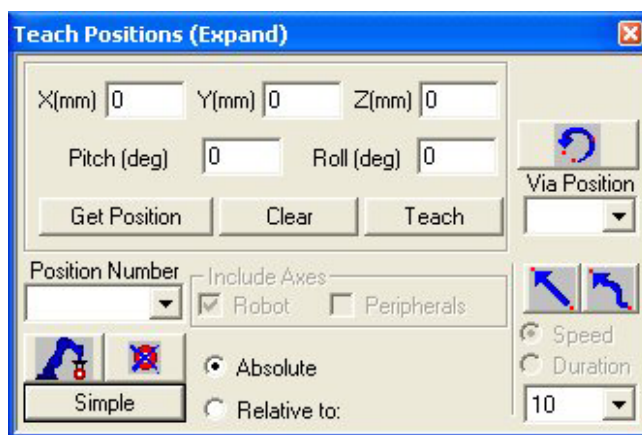 Teach Positions (Expand)
X(mm) 0 Y(mm) 0 Z(mm) 0
Pitch (deg) 0 Roll (deg) 0
Via Position
Get Position Clear Teach
Position Number Include Axes
Robot Peripherals
Speed
Absolute Duration
Simple Relative to: 10